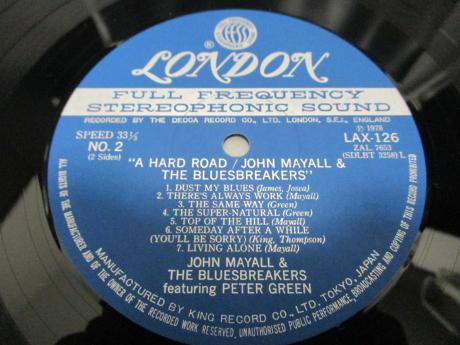 ®
LONDON
FULL FREQUENCY
STEREOPHONIC SOUND
RECORDED BY THE DECCA RECORD CO., LTD. LONDON, S.E.I., ENGLAND
SPEED 33⅓
NO. 2
(2 Sides)
℗ 1978
LAX-126
ZAL. 7653
(SDLBT 3258) L
"A HARD ROAD / JOHN MAYALL &
THE BLUESBREAKERS"
1. DUST MY BLUES (James, Josea)
2. THERE'S ALWAYS WORK (Mayall)
3. THE SAME WAY (Green)
4. THE SUPER-NATURAL (Green)
5. TOP OF THE HILL (Mayall)
6. SOMEDAY AFTER A WHILE
(YOU'LL BE SORRY) (King, Thompson)
7. LIVING ALONE (Mayall)
JOHN MAYALL &
THE BLUESBREAKERS
featuring PETER GREEN
MANUFACTURED BY KING RECORD CO., LTD. TOKYO, JAPAN
ALL RIGHTS OF THE MANUFACTURER AND OF THE OWNER OF THE RECORDED WORK RESERVED, UNAUTHORISED PUBLIC PERFORMANCE, BROADCASTING AND COPYING OF THIS RECORD PROHIBITED